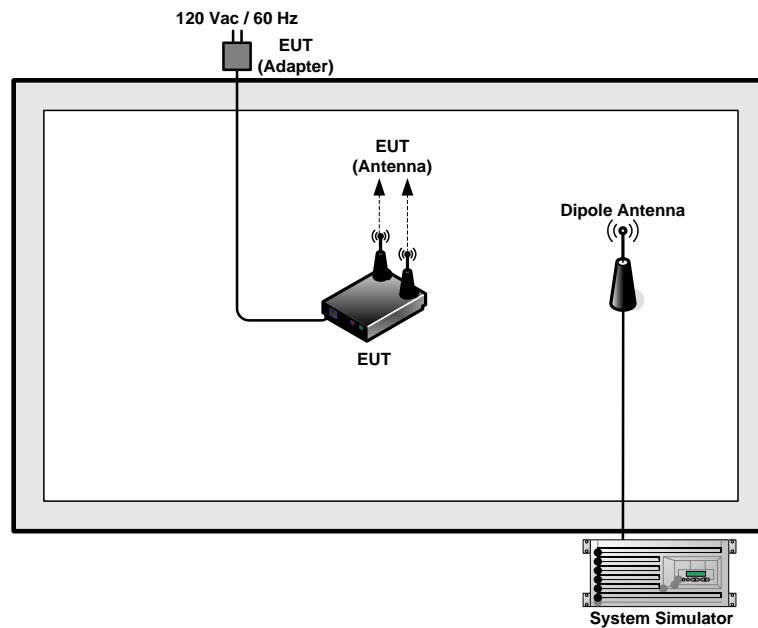 120 Vac / 60 Hz
EUT
(Adapter)
EUT
(Antenna)
Dipole Antenna
EUT
System Simulator